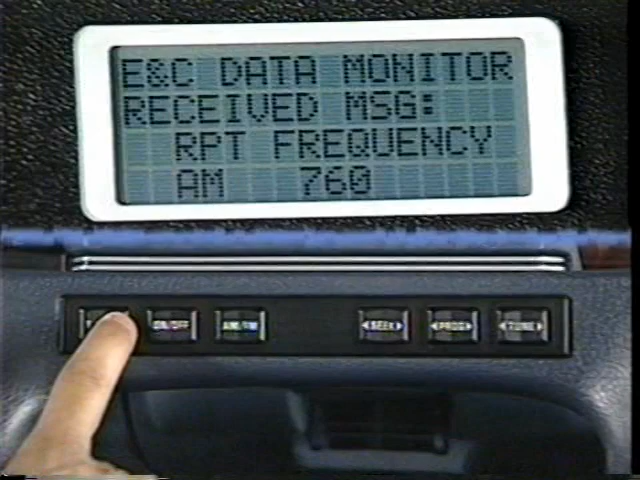 E&C DATA MONITOR
RECEIVED MSG:
RPT FREQUENCY
AM 760
ON/OFF AM/FM <SEEK> <PROG> <TUNE>